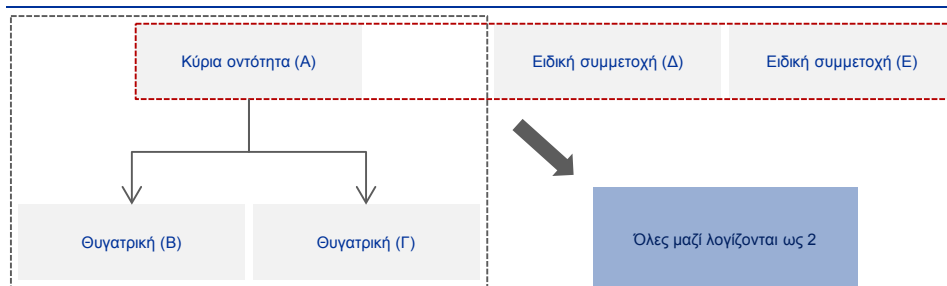 Κύρια οντότητα (Α)
Ειδική συμμετοχή (Δ)
Ειδική συμμετοχή (Ε)
Θυγατρική (Β)
Θυγατρική (Γ)
Όλες μαζί λογίζονται ως 2